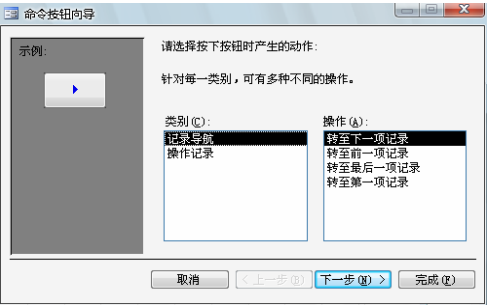 命令按钮向导
示例:
请选择按下按钮时产生的动作:
针对每一类别，可有多种不同的操作。
类别(C):
操作(A):
记录导航
操作记录
转至下一项记录
转至前一项记录
转至最后一项记录
转至第一项记录
取消
< 上一步(B)
下一步(N) >
完成(F)